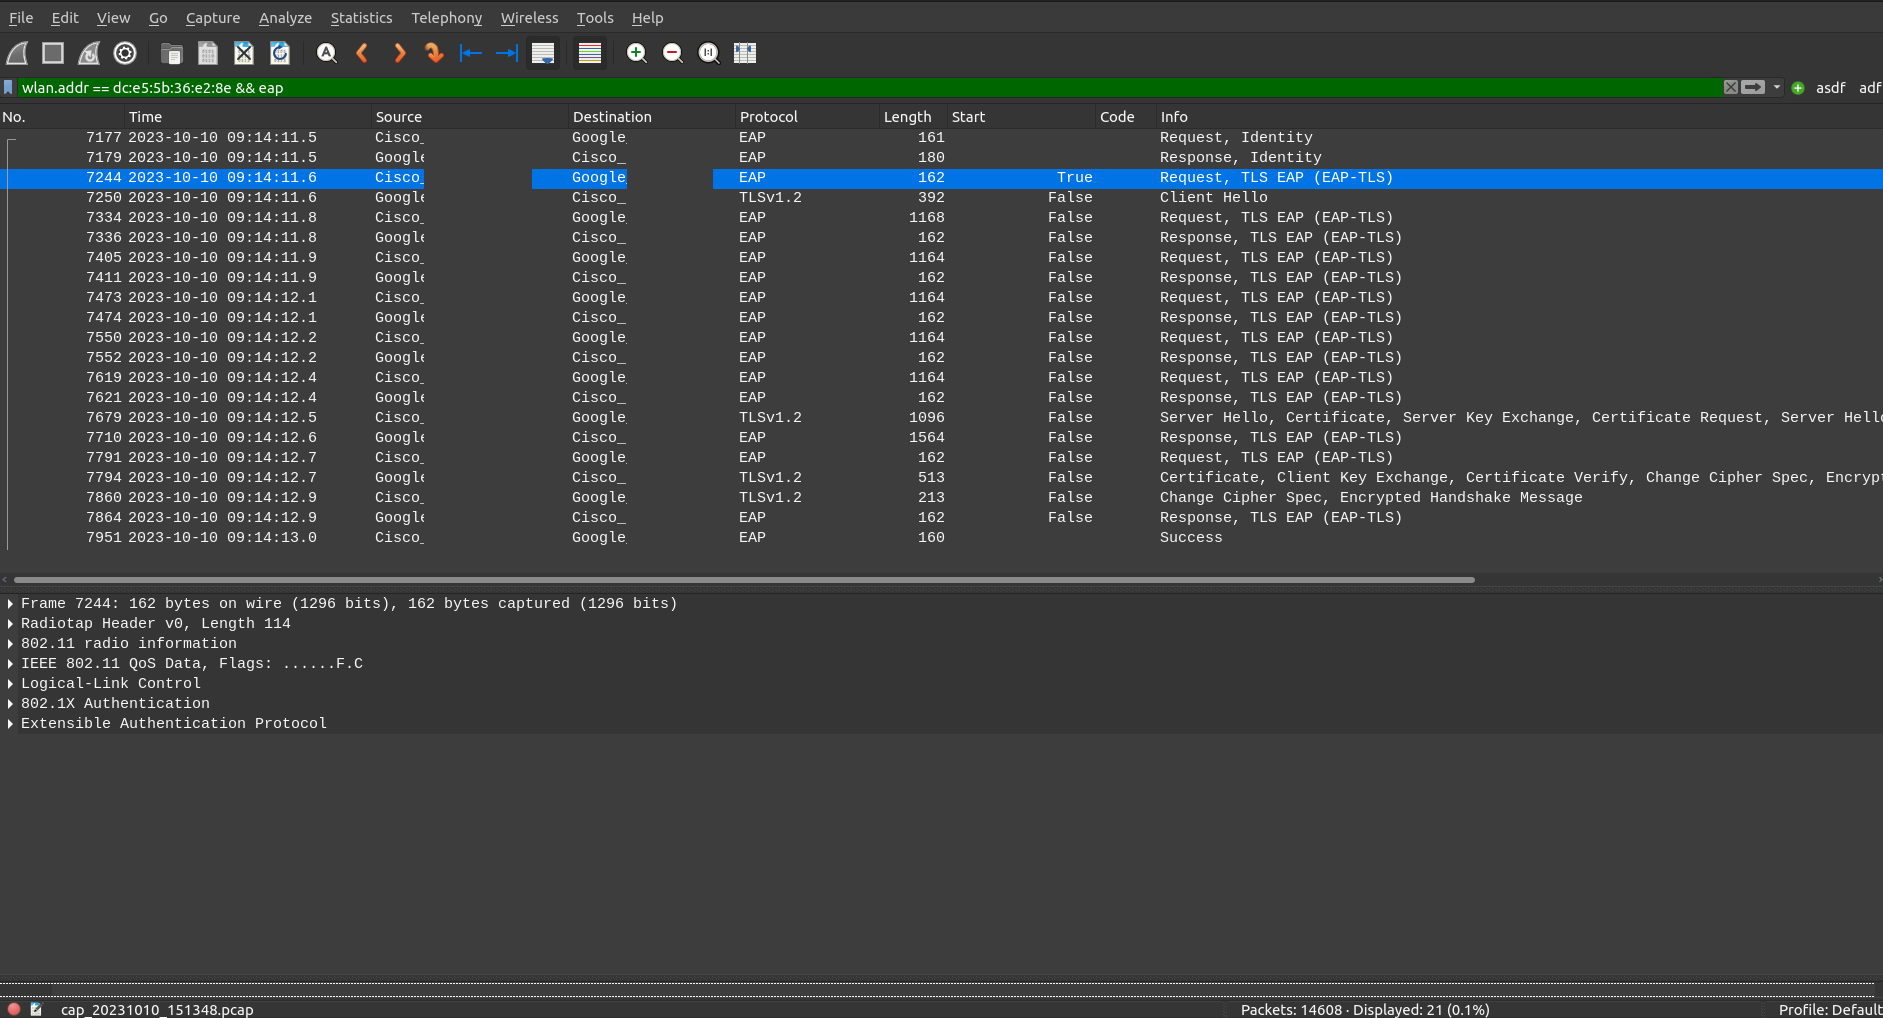 File Edit View Go Capture Analyze Statistics Telephony Wireless Tools Help
wlan.addr == dc:e5:5b:36:e2:8e && eap asdf adf
No. Time Source Destination Protocol Length Start Code Info
7177 2023-10-10 09:14:11.5 Cisco_ Google_ EAP 161 Request, Identity
7179 2023-10-10 09:14:11.5 Google Cisco_ EAP 180 Response, Identity
7244 2023-10-10 09:14:11.6 Cisco_ Google_ EAP 162 True Request, TLS EAP (EAP-TLS)
7250 2023-10-10 09:14:11.6 Google Cisco_ TLSv1.2 392 False Client Hello
7334 2023-10-10 09:14:11.8 Cisco_ Google_ EAP 1168 False Request, TLS EAP (EAP-TLS)
7336 2023-10-10 09:14:11.8 Google Cisco_ EAP 162 False Response, TLS EAP (EAP-TLS)
7405 2023-10-10 09:14:11.9 Cisco_ Google_ EAP 1164 False Request, TLS EAP (EAP-TLS)
7411 2023-10-10 09:14:11.9 Google Cisco_ EAP 162 False Response, TLS EAP (EAP-TLS)
7473 2023-10-10 09:14:12.1 Cisco_ Google_ EAP 1164 False Request, TLS EAP (EAP-TLS)
7474 2023-10-10 09:14:12.1 Google Cisco_ EAP 162 False Response, TLS EAP (EAP-TLS)
7550 2023-10-10 09:14:12.2 Cisco_ Google_ EAP 1164 False Request, TLS EAP (EAP-TLS)
7552 2023-10-10 09:14:12.2 Google Cisco_ EAP 162 False Response, TLS EAP (EAP-TLS)
7619 2023-10-10 09:14:12.4 Cisco_ Google_ EAP 1164 False Request, TLS EAP (EAP-TLS)
7621 2023-10-10 09:14:12.4 Google Cisco_ EAP 162 False Response, TLS EAP (EAP-TLS)
7679 2023-10-10 09:14:12.5 Cisco_ Google_ TLSv1.2 1096 False Server Hello, Certificate, Server Key Exchange, Certificate Request, Server Hello
7710 2023-10-10 09:14:12.6 Google Cisco_ EAP 1564 False Response, TLS EAP (EAP-TLS)
7791 2023-10-10 09:14:12.7 Cisco_ Google_ EAP 162 False Request, TLS EAP (EAP-TLS)
7794 2023-10-10 09:14:12.7 Google Cisco_ TLSv1.2 513 False Certificate, Client Key Exchange, Certificate Verify, Change Cipher Spec, Encrypt
7860 2023-10-10 09:14:12.9 Cisco_ Google_ TLSv1.2 213 False Change Cipher Spec, Encrypted Handshake Message
7864 2023-10-10 09:14:12.9 Google Cisco_ EAP 162 False Response, TLS EAP (EAP-TLS)
7951 2023-10-10 09:14:13.0 Cisco_ Google_ EAP 160 Success
Frame 7244: 162 bytes on wire (1296 bits), 162 bytes captured (1296 bits)
Radiotap Header v0, Length 114
802.11 radio information
IEEE 802.11 QoS Data, Flags: ......F.C
Logical-Link Control
802.1X Authentication
Extensible Authentication Protocol
cap_20231010_151348.pcap Packets: 14608 · Displayed: 21 (0.1%) Profile: Default